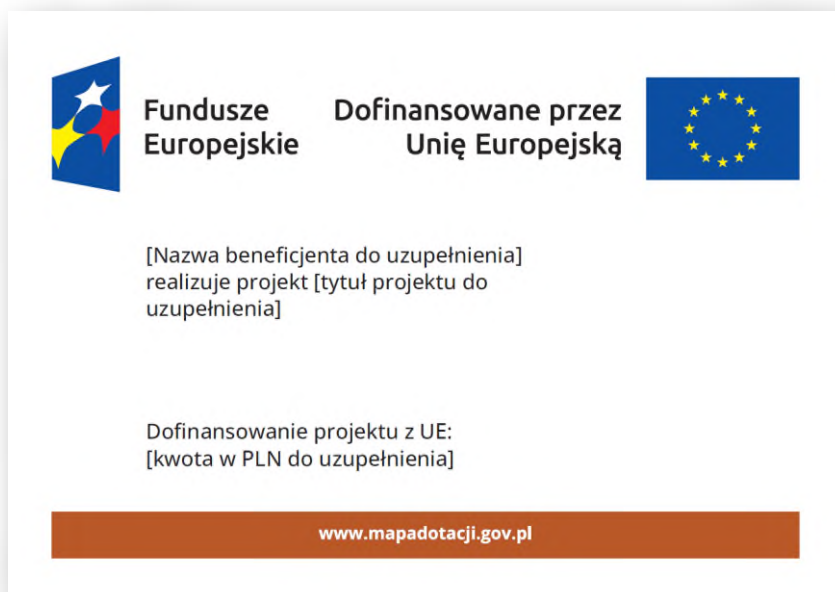 Fundusze
Europejskie
Dofinansowane przez
Unię Europejską
[Nazwa beneficjenta do uzupełnienia]
realizuje projekt [tytuł projektu do
uzupełnienia]
Dofinansowanie projektu z UE:
[kwota w PLN do uzupełnienia]
www.mapadotacji.gov.pl